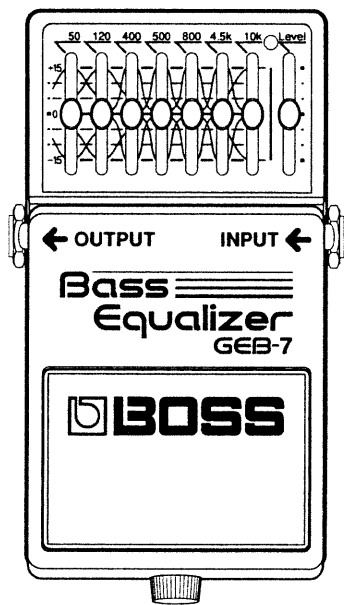 50 120 400 500 800 4.5k 10k Level
+15
0
-15
OUTPUT INPUT
Bass
Equalizer
GEB-7
BOSS